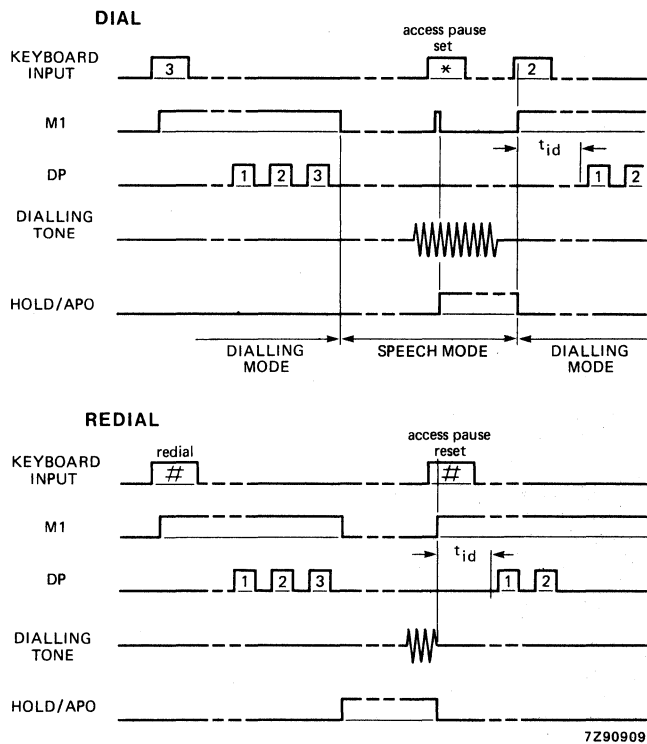 DIAL
access pause
set
KEYBOARD
INPUT
3
*
2
M1
tid
DP
1 2 3
1 2
DIALLING
TONE
HOLD/APO
DIALLING
MODE
SPEECH MODE
DIALLING
MODE
REDIAL
redial
access pause
reset
KEYBOARD
INPUT
#
#
M1
tid
DP
1 2 3
1 2
DIALLING
TONE
HOLD/APO
7Z90909